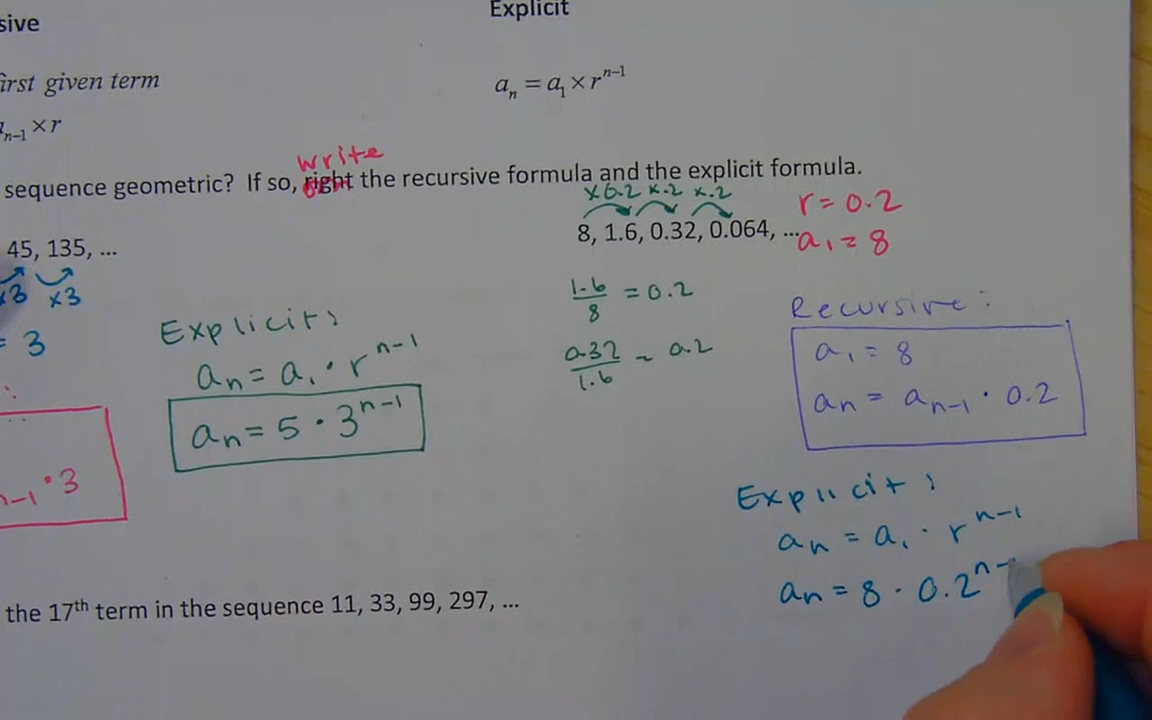 sive
Explicit
first given term
aₙ = a₁ × rⁿ⁻¹
ₙ₋₁ × r
write
sequence geometric? If so, right the recursive formula and the explicit formula.
×0.2 ×.2 ×.2
r = 0.2
8, 1.6, 0.32, 0.064, ...
a₁ = 8
45, 135, ...
×3 ×3
= 3
1.6/8 = 0.2
0.32/1.6 = 0.2
Explicit:
aₙ = a₁ · rⁿ⁻¹
aₙ = 5 · 3ⁿ⁻¹
Recursive:
a₁ = 8
aₙ = aₙ₋₁ · 0.2
ₙ₋₁ · 3
Explicit:
aₙ = a₁ · rⁿ⁻¹
aₙ = 8 · 0.2ⁿ⁻
the 17ᵗʰ term in the sequence 11, 33, 99, 297, ...